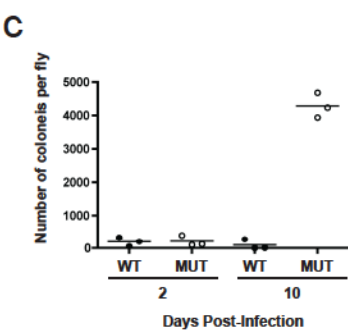 C
Number of coloneis per fly
5000
4000
3000
2000
1000
0
WT MUT WT MUT
2 10
Days Post-Infection